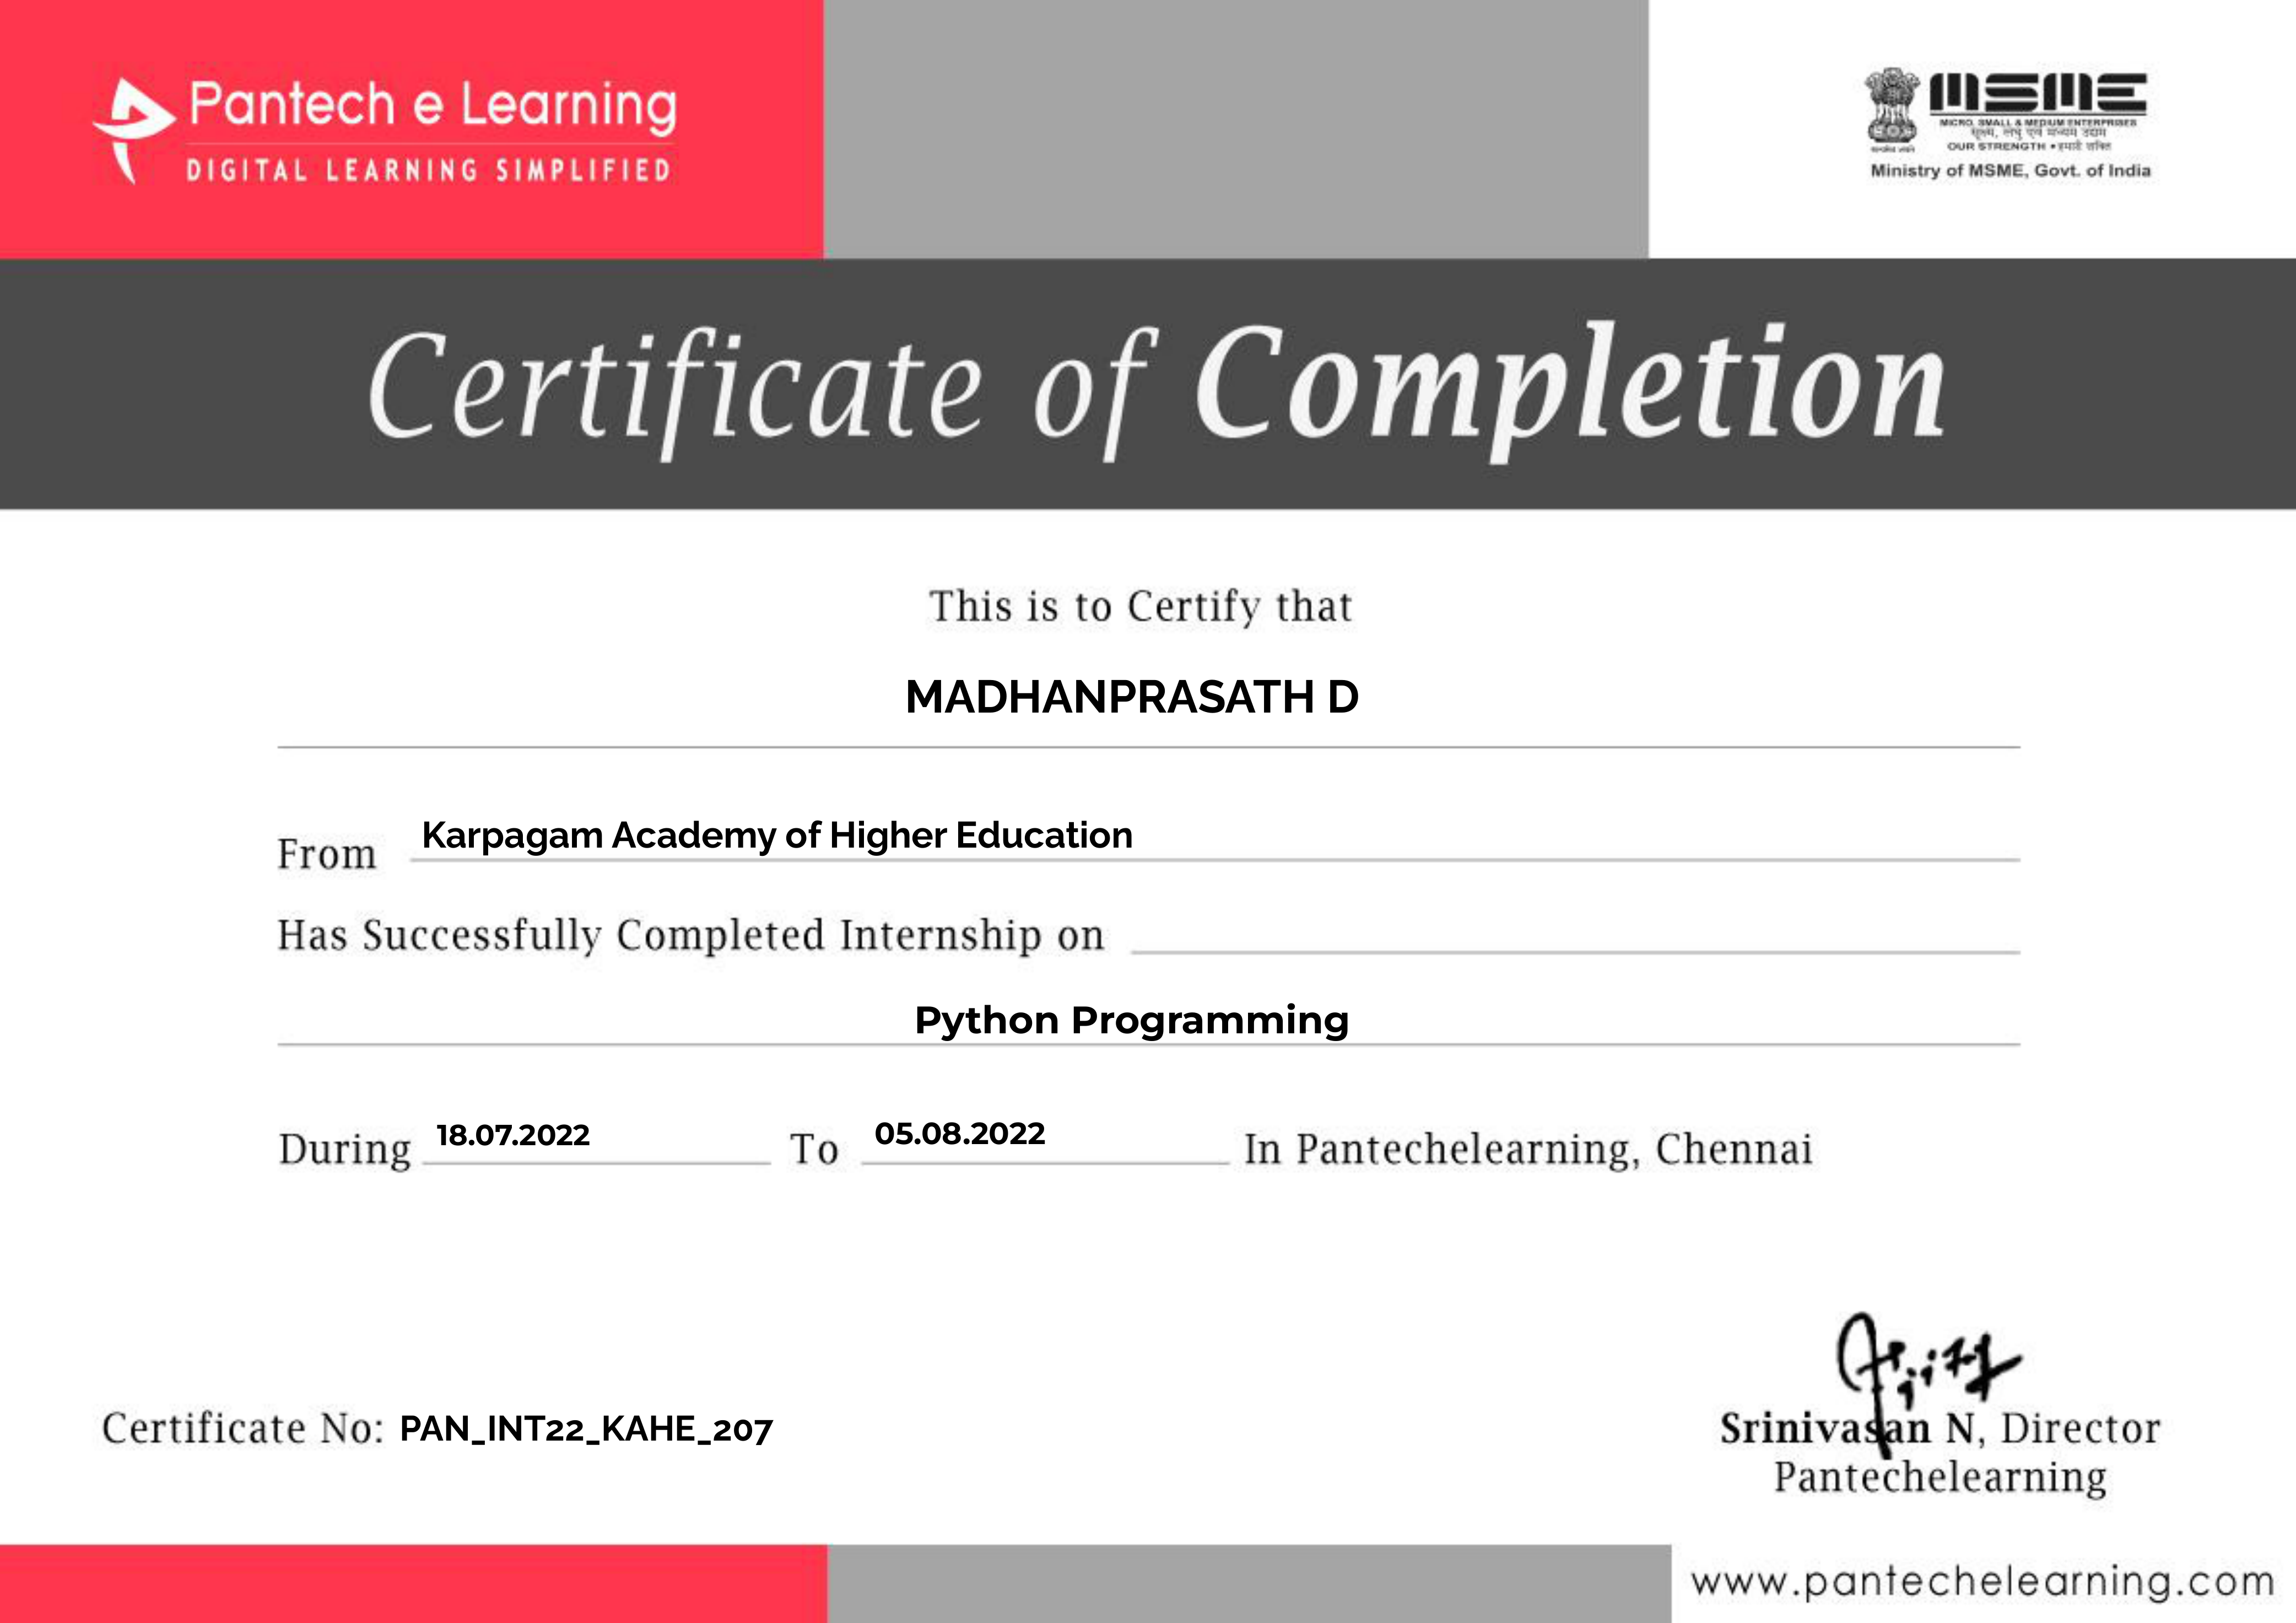 Pantech e Learning
DIGITAL LEARNING SIMPLIFIED
MSME
MICRO, SMALL & MEDIUM ENTERPRISES
सूक्ष्म, लघु एवं मध्यम उद्यम
OUR STRENGTH • हमारी शक्ति
सत्यमेव जयते
Ministry of MSME, Govt. of India
Certificate of Completion
This is to Certify that
MADHANPRASATH D
From Karpagam Academy of Higher Education
Has Successfully Completed Internship on
Python Programming
During 18.07.2022 To 05.08.2022 In Pantechelearning, Chennai
Certificate No: PAN_INT22_KAHE_207
Srinivasan N, Director
Pantechelearning
www.pantechelearning.com